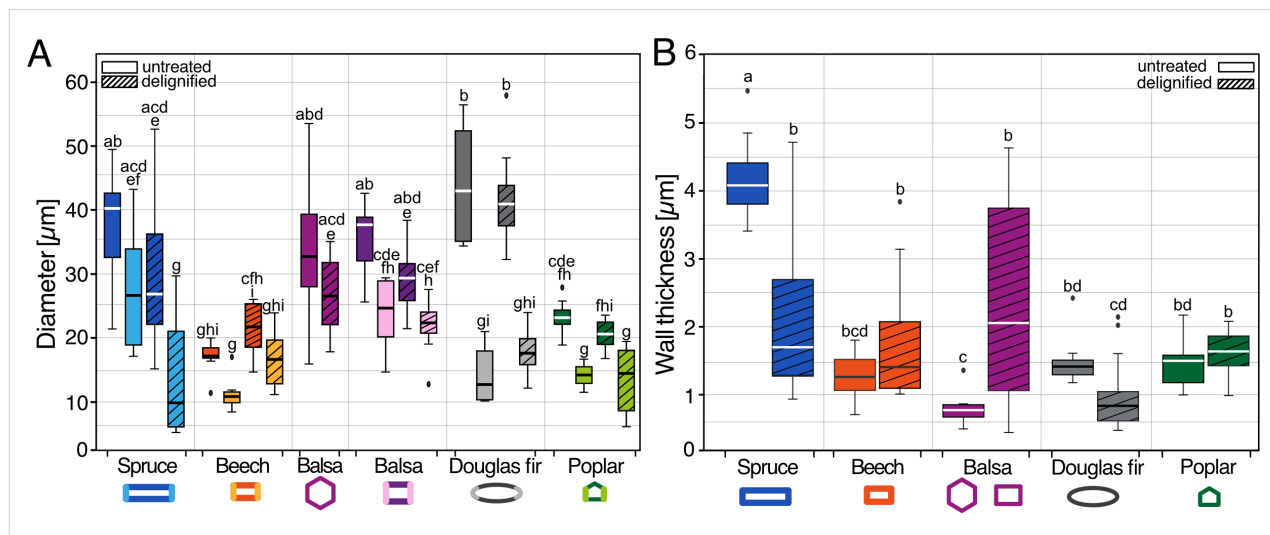 A
Diameter [µm]
60
50
40
30
20
10
0
untreated
delignified
ab
acd
ef
acd
e
g
ghi
g
cfh
i
ghi
abd
acd
e
ab
cde
fh
abd
e
cef
h
b
gi
b
ghi
cde
fh
g
fhi
g
Spruce
Beech
Balsa
Balsa
Douglas fir
Poplar
B
Wall thickness [µm]
6
5
4
3
2
1
0
untreated
delignified
a
b
bcd
b
c
b
bd
cd
bd
b
Spruce
Beech
Balsa
Douglas fir
Poplar